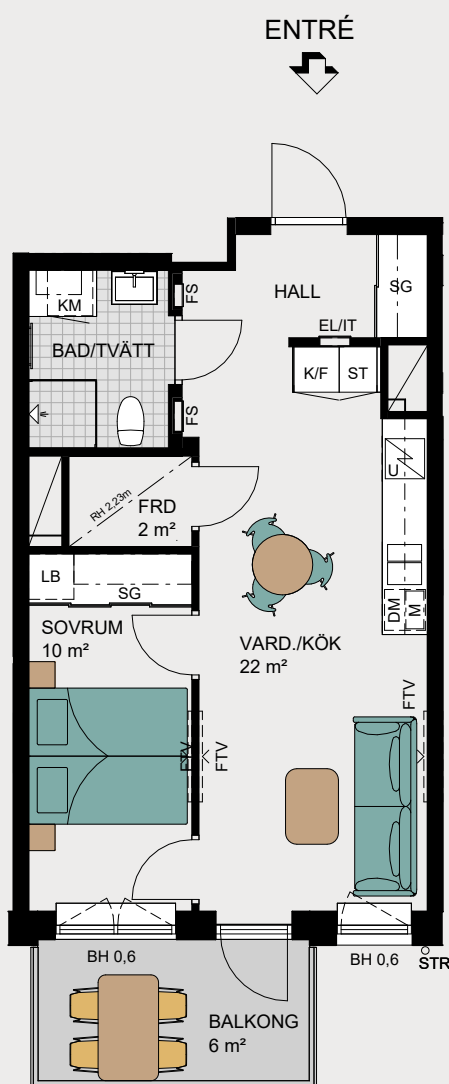 ENTRÉ
HALL
SG
FS
KM
EL/IT
BAD/TVÄTT
K/F
ST
FS
U
RH 2,23m
FRD
2 m²
LB
SG
DM
M
SOVRUM
10 m²
VARD./KÖK
22 m²
FTV
FTV
FTV
BH 0,6
BH 0,6
STR
BALKONG
6 m²